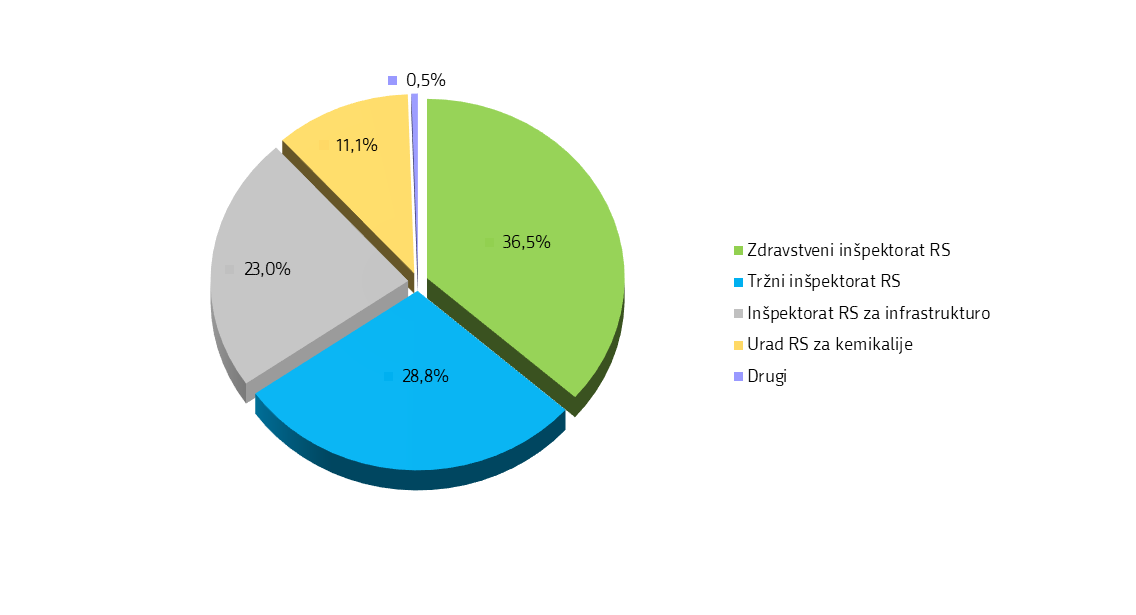 0,5%
11,1%
36,5%
23,0%
28,8%
Zdravstveni inšpektorat RS
Tržni inšpektorat RS
Inšpektorat RS za infrastrukturo
Urad RS za kemikalije
Drugi